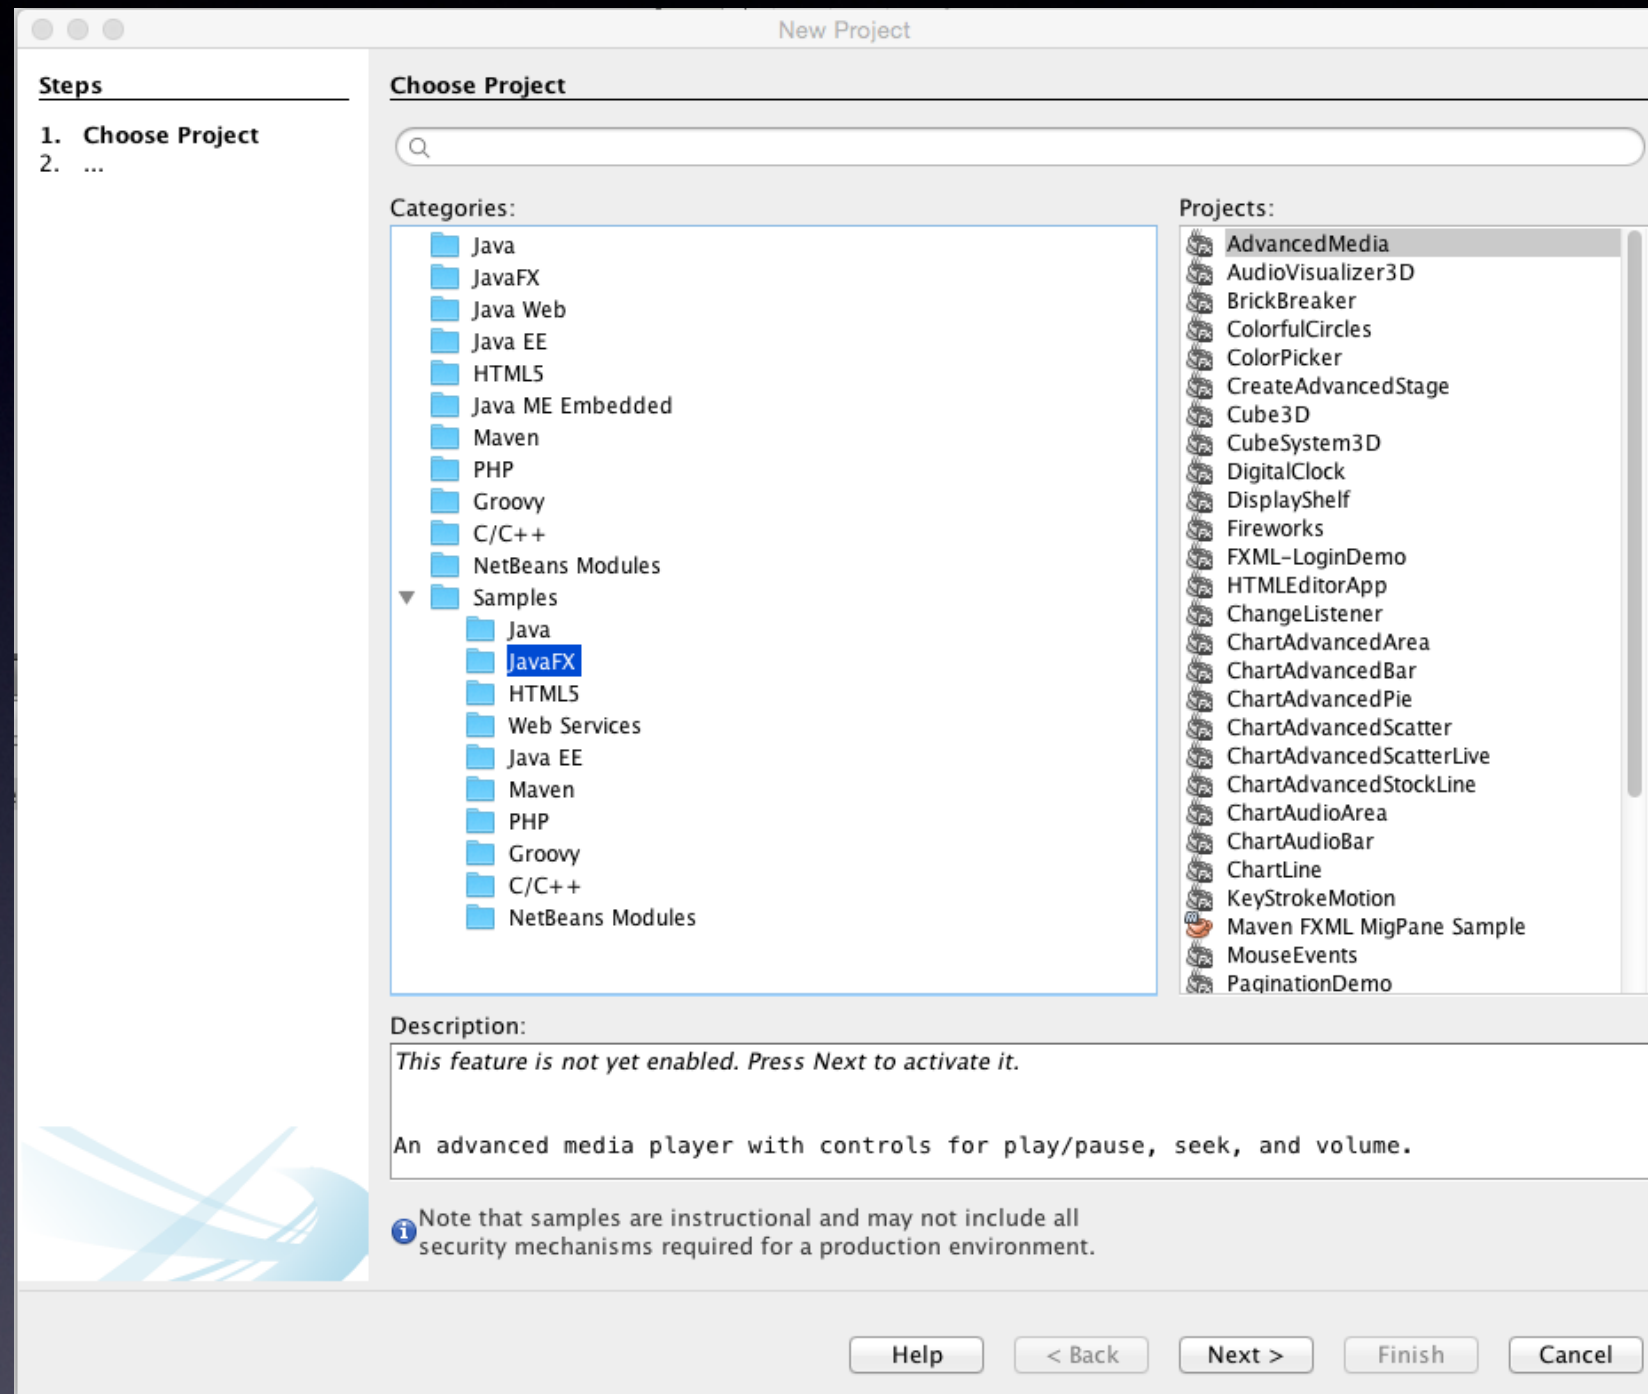 New Project
Steps
1. Choose Project
2. ...
Choose Project
Categories:
Java
JavaFX
Java Web
Java EE
HTML5
Java ME Embedded
Maven
PHP
Groovy
C/C++
NetBeans Modules
Samples
Java
JavaFX
HTML5
Web Services
Java EE
Maven
PHP
Groovy
C/C++
NetBeans Modules
Projects:
AdvancedMedia
AudioVisualizer3D
BrickBreaker
ColorfulCircles
ColorPicker
CreateAdvancedStage
Cube3D
CubeSystem3D
DigitalClock
DisplayShelf
Fireworks
FXML-LoginDemo
HTMLEditorApp
ChangeListener
ChartAdvancedArea
ChartAdvancedBar
ChartAdvancedPie
ChartAdvancedScatter
ChartAdvancedScatterLive
ChartAdvancedStockLine
ChartAudioArea
ChartAudioBar
ChartLine
KeyStrokeMotion
Maven FXML MigPane Sample
MouseEvents
PaginationDemo
Description:
This feature is not yet enabled. Press Next to activate it.
An advanced media player with controls for play/pause, seek, and volume.
Note that samples are instructional and may not include all
security mechanisms required for a production environment.
Help
< Back
Next >
Finish
Cancel